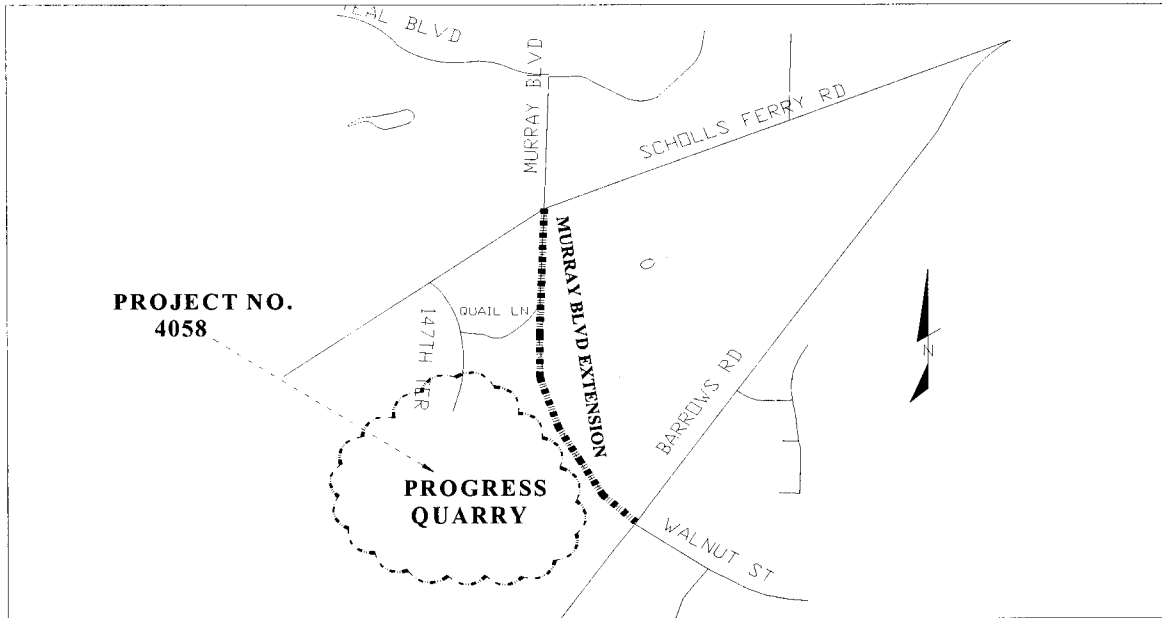 TEAL BLVD
MURRAY BLVD
SCHOLLS FERRY RD
MURRAY BLVD EXTENSION
PROJECT NO.
4058
QUAIL LN
147TH TER
N
BARROWS RD
PROGRESS
QUARRY
WALNUT ST